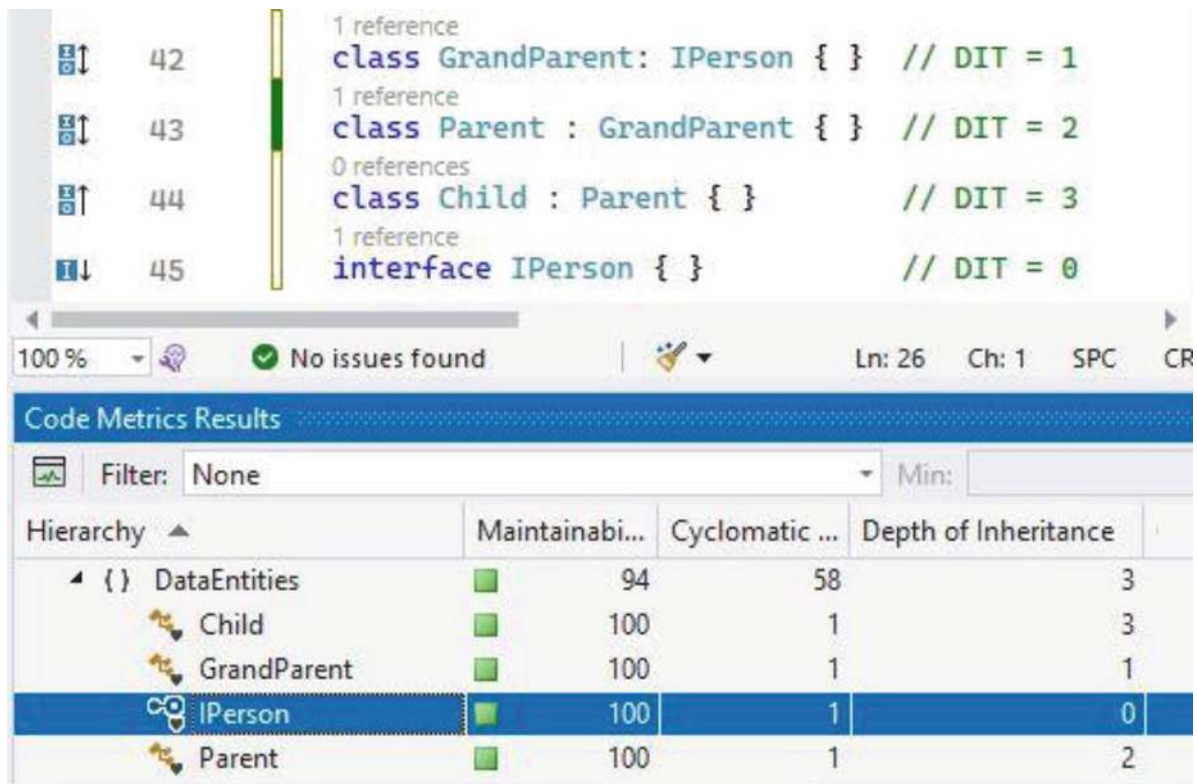 1 reference
42 class GrandParent: IPerson { } // DIT = 1
1 reference
43 class Parent : GrandParent { } // DIT = 2
0 references
44 class Child : Parent { } // DIT = 3
1 reference
45 interface IPerson { } // DIT = 0
100 % No issues found Ln: 26 Ch: 1 SPC CR
Code Metrics Results
Filter: None Min:
Hierarchy Maintainabi... Cyclomatic ... Depth of Inheritance
{ } DataEntities 94 58 3
Child 100 1 3
GrandParent 100 1 1
IPerson 100 1 0
Parent 100 1 2